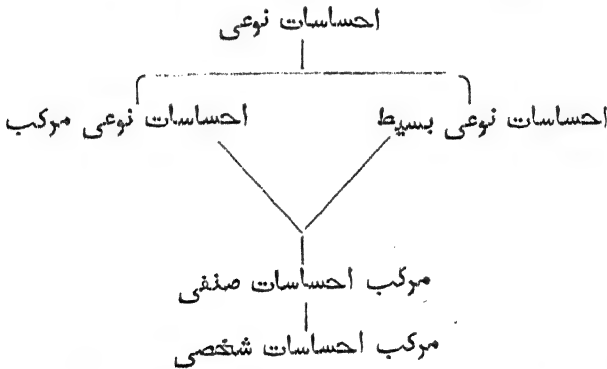 احساسات نوعی
احساسات نوعی بسیط
احساسات نوعی مرکب
مرکب احساسات صنفی
مرکب احساسات شخصی